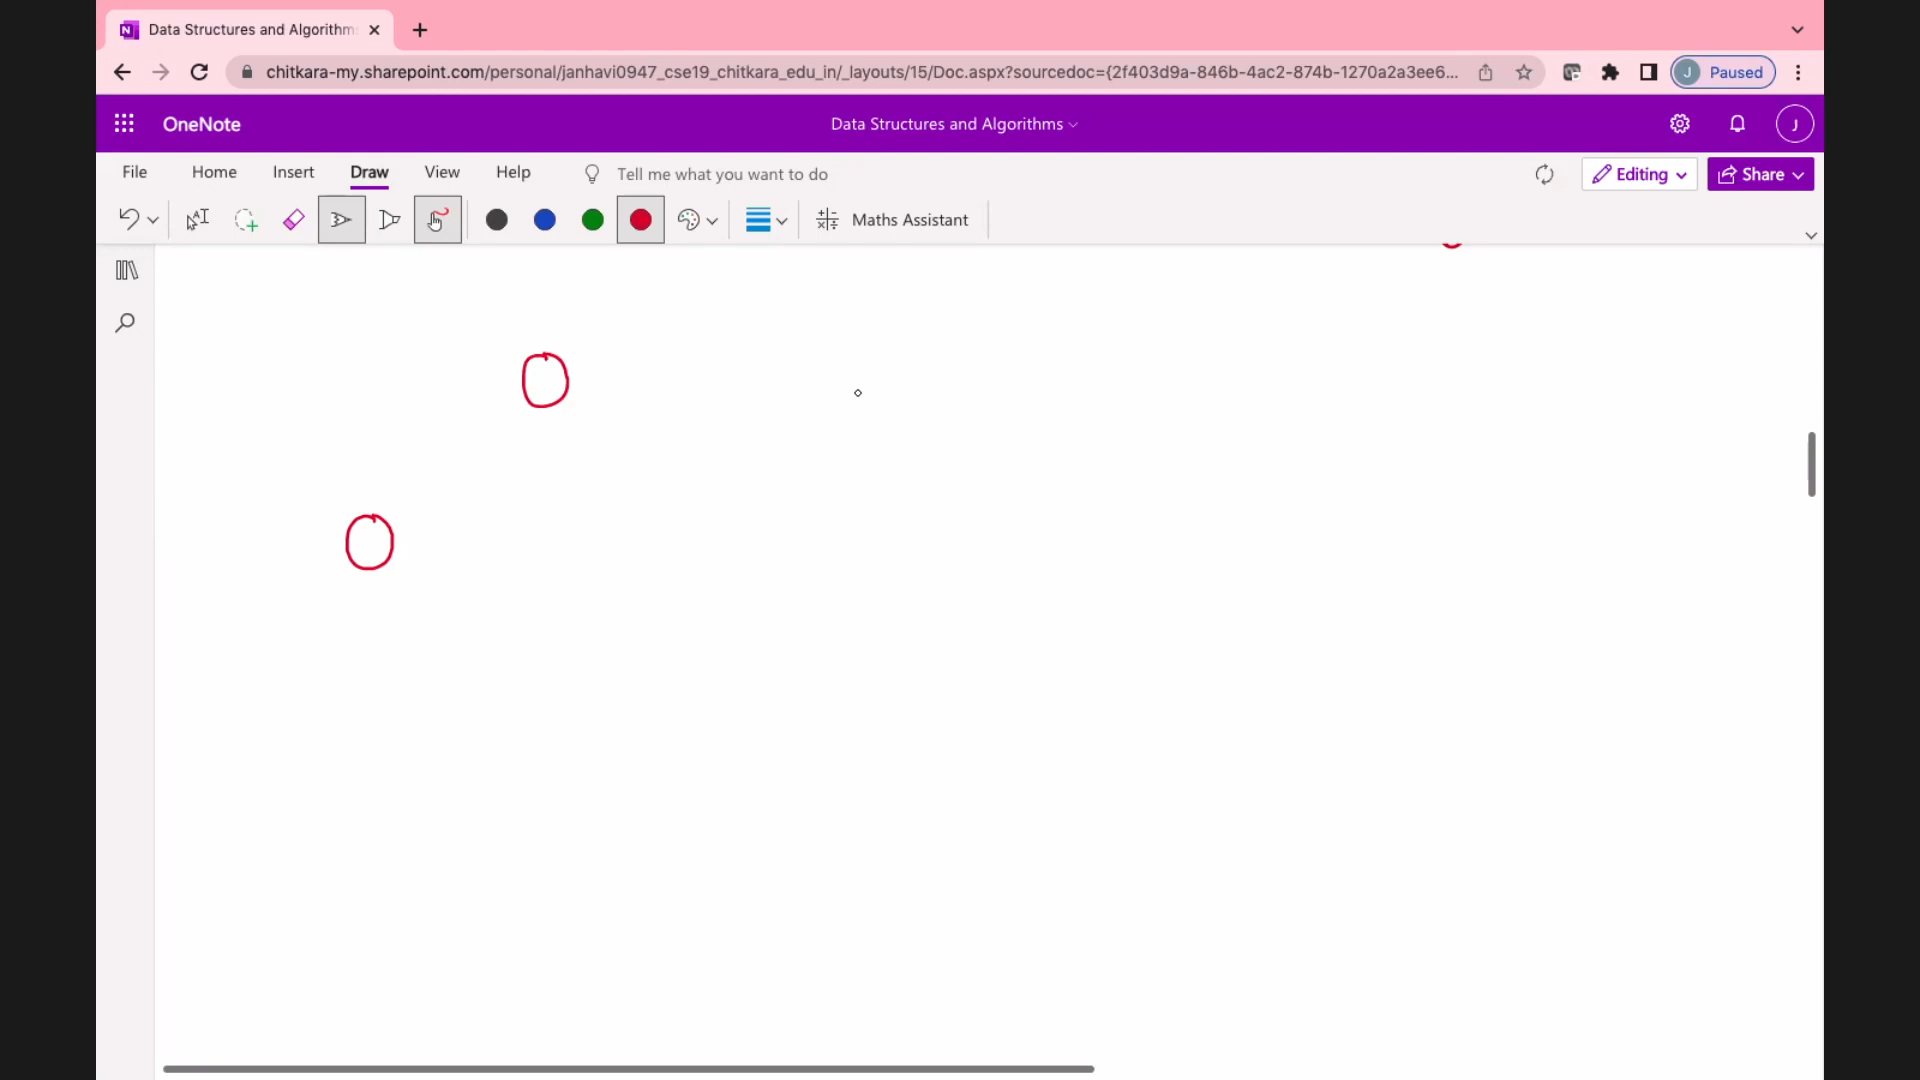 Data Structures and Algorithm
chitkara-my.sharepoint.com/personal/janhavi0947_cse19_chitkara_edu_in/_layouts/15/Doc.aspx?sourcedoc={2f403d9a-846b-4ac2-874b-1270a2a3ee6...
J Paused
N
OneNote
Data Structures and Algorithms
J
File Home Insert Draw View Help Tell me what you want to do Editing Share
Maths Assistant